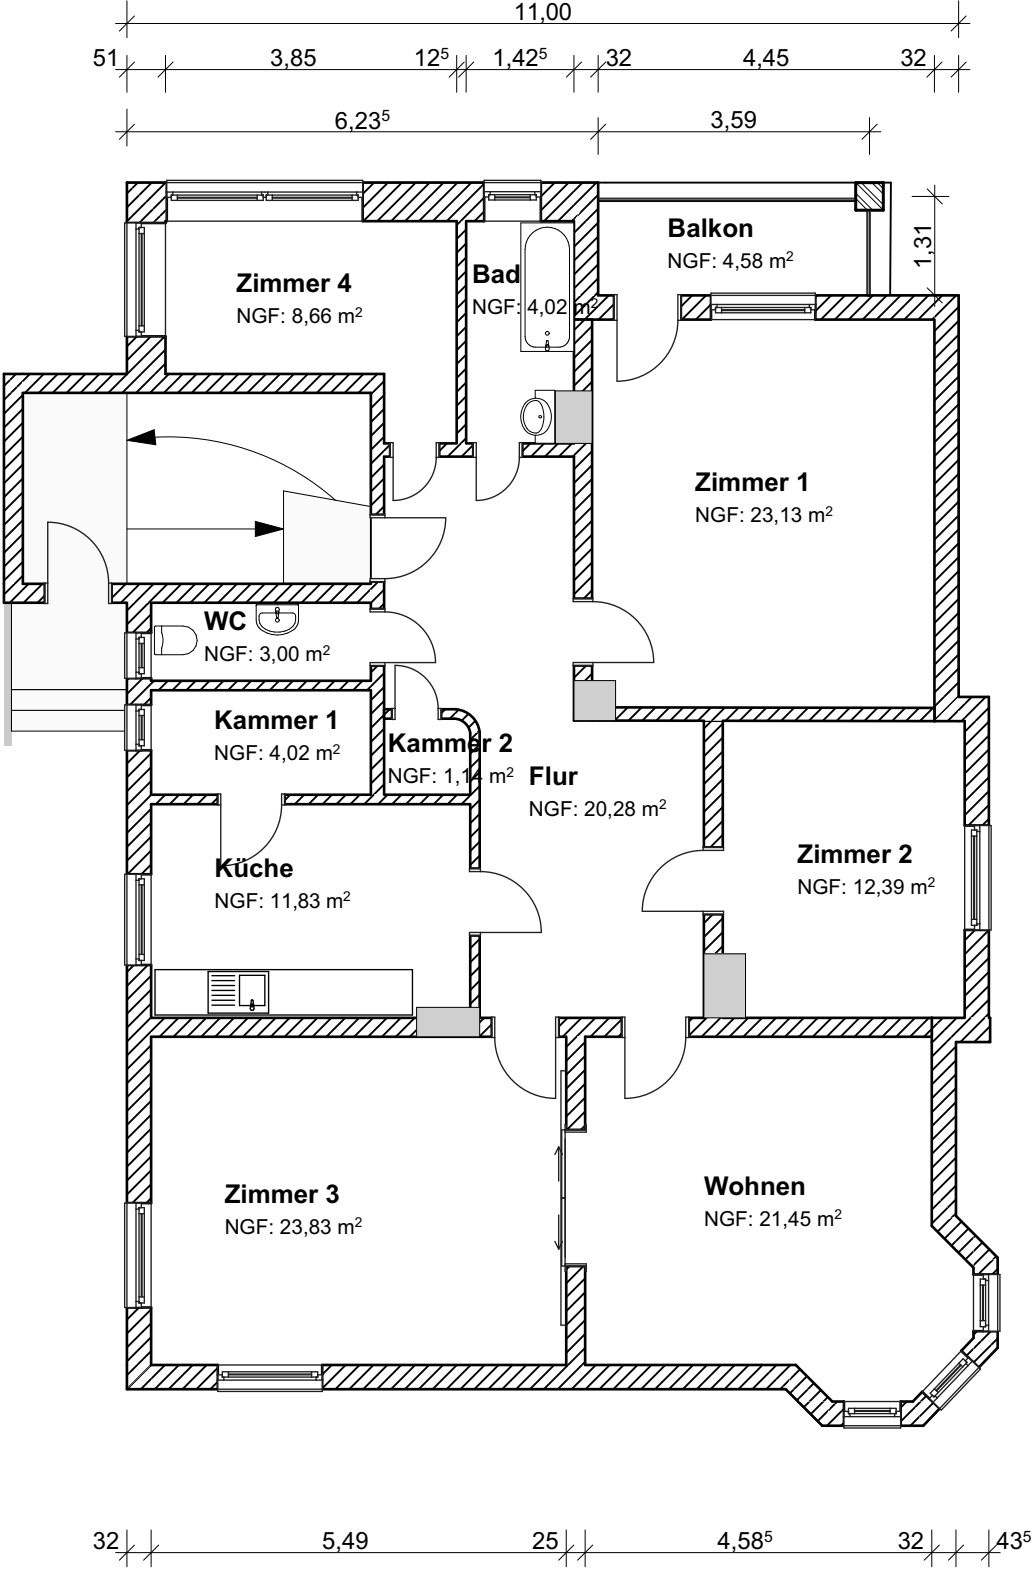 11,00
51 3,85 12⁵ 1,42⁵ 32 4,45 32
6,23⁵ 3,59
1,31
Balkon
NGF: 4,58 m²
Zimmer 4
NGF: 8,66 m²
Bad
NGF: 4,02 m²
Zimmer 1
NGF: 23,13 m²
WC
NGF: 3,00 m²
Kammer 1
NGF: 4,02 m²
Kammer 2
NGF: 1,14 m²
Flur
NGF: 20,28 m²
Zimmer 2
NGF: 12,39 m²
Küche
NGF: 11,83 m²
Zimmer 3
NGF: 23,83 m²
Wohnen
NGF: 21,45 m²
32 5,49 25 4,58⁵ 32 43⁵